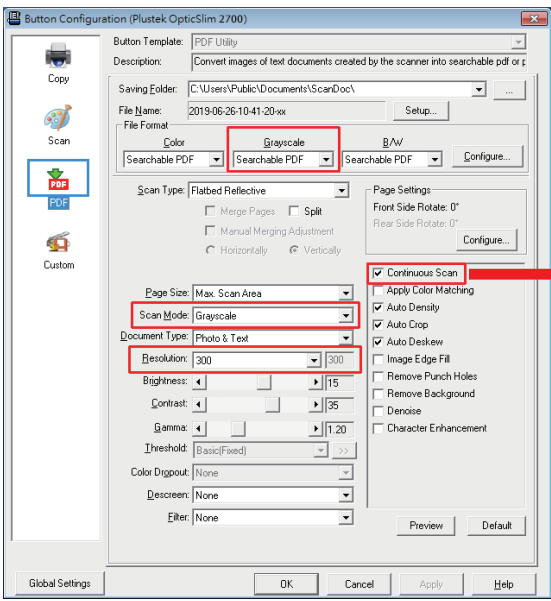 Button Configuration (Plustek OpticSlim 2700)
Copy
Scan
PDF
PDF
Custom
Button Template: PDF Utility
Description: Convert images of text documents created by the scanner into searchable pdf or p
Saving Folder: C:\Users\Public\Documents\ScanDoc\ ...
File Name: 2019-06-26-10-41-20-xx Setup...
File Format
Color Grayscale B/W
Searchable PDF Searchable PDF Searchable PDF Configure...
Scan Type: Flatbed Reflective
Merge Pages Split
Manual Merging Adjustment
Horizontally Vertically
Page Settings
Front Side Rotate: 0°
Rear Side Rotate: 0°
Configure...
Page Size: Max. Scan Area
Scan Mode: Grayscale
Document Type: Photo & Text
Resolution: 300 300
Brightness: 15
Contrast: 35
Gamma: 1.20
Threshold: Basic(Fixed) >>
Color Dropout: None
Descreen: None
Filter: None
Continuous Scan
Apply Color Matching
Auto Density
Auto Crop
Auto Deskew
Image Edge Fill
Remove Punch Holes
Remove Background
Denoise
Character Enhancement
Preview Default
Global Settings OK Cancel Apply Help